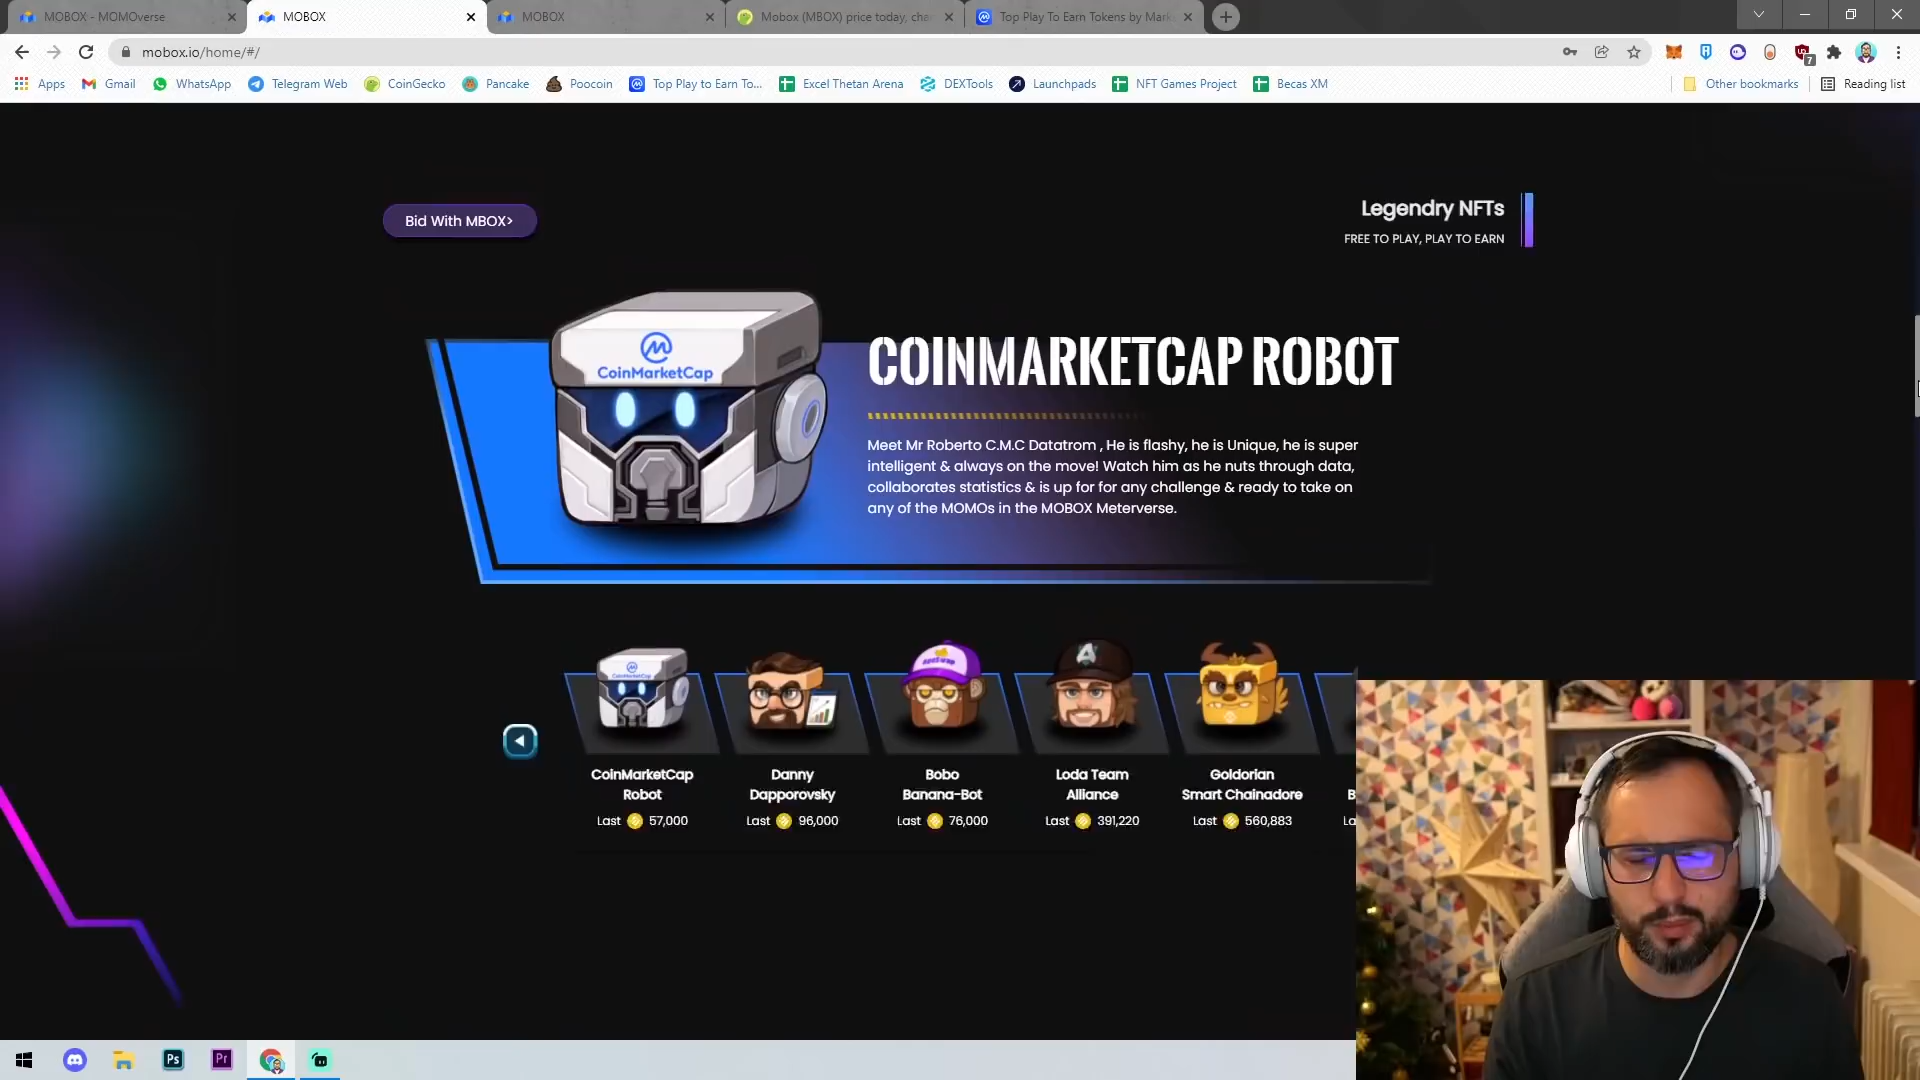 MOBOX - MOMOverse
MOBOX
MOBOX
Mobox (MBOX) price today, cha
Top Play To Earn Tokens by Mark
mobox.io/home/#/
7
Apps
Gmail
WhatsApp
Telegram Web
CoinGecko
Pancake
Poocoin
Top Play to Earn To...
Excel Thetan Arena
DEXTools
Launchpads
NFT Games Project
Becas XM
Other bookmarks
Reading list
Bid With MBOX>
Legendry NFTs
FREE TO PLAY, PLAY TO EARN
CoinMarketCap
COINMARKETCAP ROBOT
Meet Mr Roberto C.M.C Datatrom , He is flashy, he is Unique, he is super
intelligent & always on the move! Watch him as he nuts through data,
collaborates statistics & is up for for any challenge & ready to take on
any of the MOMOs in the MOBOX Meterverse.
CoinMarketCap
Robot
Last 57,000
Danny
Dapporovsky
Last 96,000
Bobo
Banana-Bot
Last 76,000
A
Loda Team
Alliance
Last 391,220
Goldorian
Smart Chainadore
Last 560,883
B
La
Ps
Pr